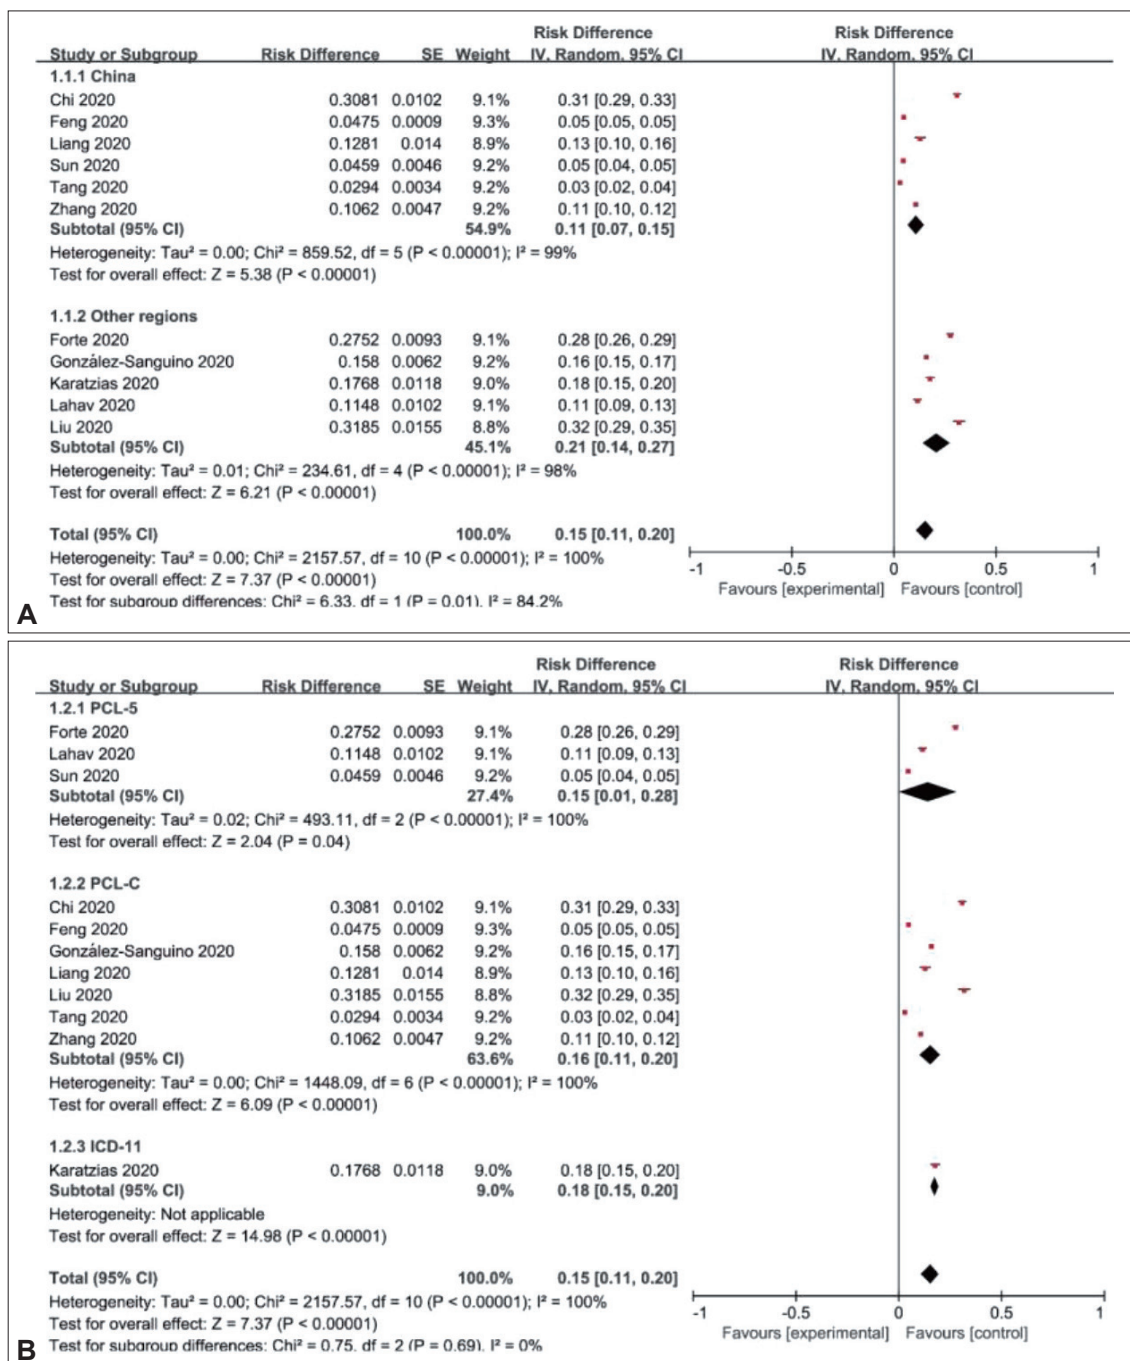 Risk Difference Risk Difference
Study or Subgroup Risk Difference SE Weight IV, Random, 95% CI IV, Random, 95% CI
1.1.1 China
Chi 2020 0.3081 0.0102 9.1% 0.31 [0.29, 0.33]
Feng 2020 0.0475 0.0009 9.3% 0.05 [0.05, 0.05]
Liang 2020 0.1281 0.014 8.9% 0.13 [0.10, 0.16]
Sun 2020 0.0459 0.0046 9.2% 0.05 [0.04, 0.05]
Tang 2020 0.0294 0.0034 9.2% 0.03 [0.02, 0.04]
Zhang 2020 0.1062 0.0047 9.2% 0.11 [0.10, 0.12]
Subtotal (95% CI) 54.9% 0.11 [0.07, 0.15]
Heterogeneity: Tau² = 0.00; Chi² = 859.52, df = 5 (P < 0.00001); I² = 99%
Test for overall effect: Z = 5.38 (P < 0.00001)
1.1.2 Other regions
Forte 2020 0.2752 0.0093 9.1% 0.28 [0.26, 0.29]
González-Sanguino 2020 0.158 0.0062 9.2% 0.16 [0.15, 0.17]
Karatzias 2020 0.1768 0.0118 9.0% 0.18 [0.15, 0.20]
Lahav 2020 0.1148 0.0102 9.1% 0.11 [0.09, 0.13]
Liu 2020 0.3185 0.0155 8.8% 0.32 [0.29, 0.35]
Subtotal (95% CI) 45.1% 0.21 [0.14, 0.27]
Heterogeneity: Tau² = 0.01; Chi² = 234.61, df = 4 (P < 0.00001); I² = 98%
Test for overall effect: Z = 6.21 (P < 0.00001)
Total (95% CI) 100.0% 0.15 [0.11, 0.20]
Heterogeneity: Tau² = 0.00; Chi² = 2157.57, df = 10 (P < 0.00001); I² = 100%
Test for overall effect: Z = 7.37 (P < 0.00001)
Test for subgroup differences: Chi² = 6.33, df = 1 (P = 0.01), I² = 84.2%
-1 -0.5 0 0.5 1
Favours [experimental] Favours [control]
A
Risk Difference Risk Difference
Study or Subgroup Risk Difference SE Weight IV, Random, 95% CI IV, Random, 95% CI
1.2.1 PCL-5
Forte 2020 0.2752 0.0093 9.1% 0.28 [0.26, 0.29]
Lahav 2020 0.1148 0.0102 9.1% 0.11 [0.09, 0.13]
Sun 2020 0.0459 0.0046 9.2% 0.05 [0.04, 0.05]
Subtotal (95% CI) 27.4% 0.15 [0.01, 0.28]
Heterogeneity: Tau² = 0.02; Chi² = 493.11, df = 2 (P < 0.00001); I² = 100%
Test for overall effect: Z = 2.04 (P = 0.04)
1.2.2 PCL-C
Chi 2020 0.3081 0.0102 9.1% 0.31 [0.29, 0.33]
Feng 2020 0.0475 0.0009 9.3% 0.05 [0.05, 0.05]
González-Sanguino 2020 0.158 0.0062 9.2% 0.16 [0.15, 0.17]
Liang 2020 0.1281 0.014 8.9% 0.13 [0.10, 0.16]
Liu 2020 0.3185 0.0155 8.8% 0.32 [0.29, 0.35]
Tang 2020 0.0294 0.0034 9.2% 0.03 [0.02, 0.04]
Zhang 2020 0.1062 0.0047 9.2% 0.11 [0.10, 0.12]
Subtotal (95% CI) 63.6% 0.16 [0.11, 0.20]
Heterogeneity: Tau² = 0.00; Chi² = 1448.09, df = 6 (P < 0.00001); I² = 100%
Test for overall effect: Z = 6.09 (P < 0.00001)
1.2.3 ICD-11
Karatzias 2020 0.1768 0.0118 9.0% 0.18 [0.15, 0.20]
Subtotal (95% CI) 9.0% 0.18 [0.15, 0.20]
Heterogeneity: Not applicable
Test for overall effect: Z = 14.98 (P < 0.00001)
Total (95% CI) 100.0% 0.15 [0.11, 0.20]
Heterogeneity: Tau² = 0.00; Chi² = 2157.57, df = 10 (P < 0.00001); I² = 100%
Test for overall effect: Z = 7.37 (P < 0.00001)
Test for subgroup differences: Chi² = 0.75, df = 2 (P = 0.69), I² = 0%
-1 -0.5 0 0.5 1
Favours [experimental] Favours [control]
B